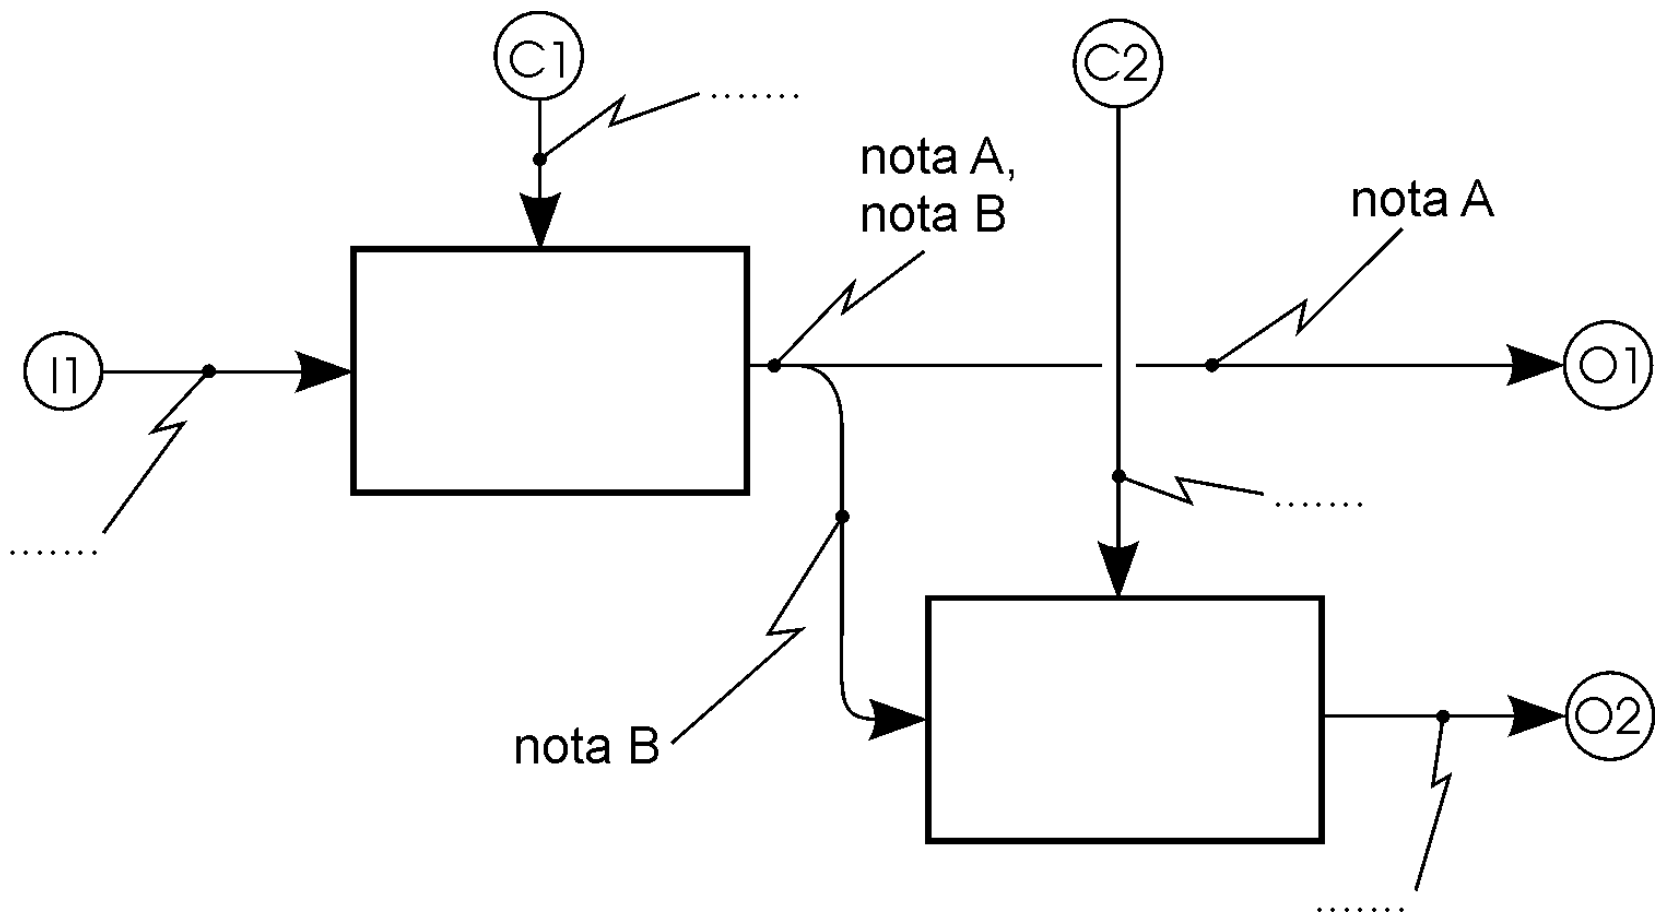 C1
C2
.......
nota A,
nota B
nota A
I1
O1
.......
.......
nota B
O2
.......